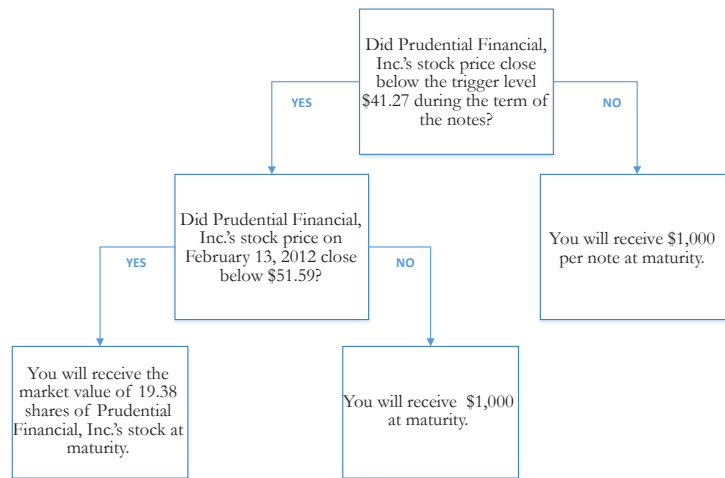 Did Prudential Financial,
Inc.'s stock price close
below the trigger level
$41.27 during the term of
the notes?
YES
NO
Did Prudential Financial,
Inc.'s stock price on
February 13, 2012 close
below $51.59?
You will receive $1,000
per note at maturity.
YES
NO
You will receive the
market value of 19.38
shares of Prudential
Financial, Inc.'s stock at
maturity.
You will receive $1,000
at maturity.